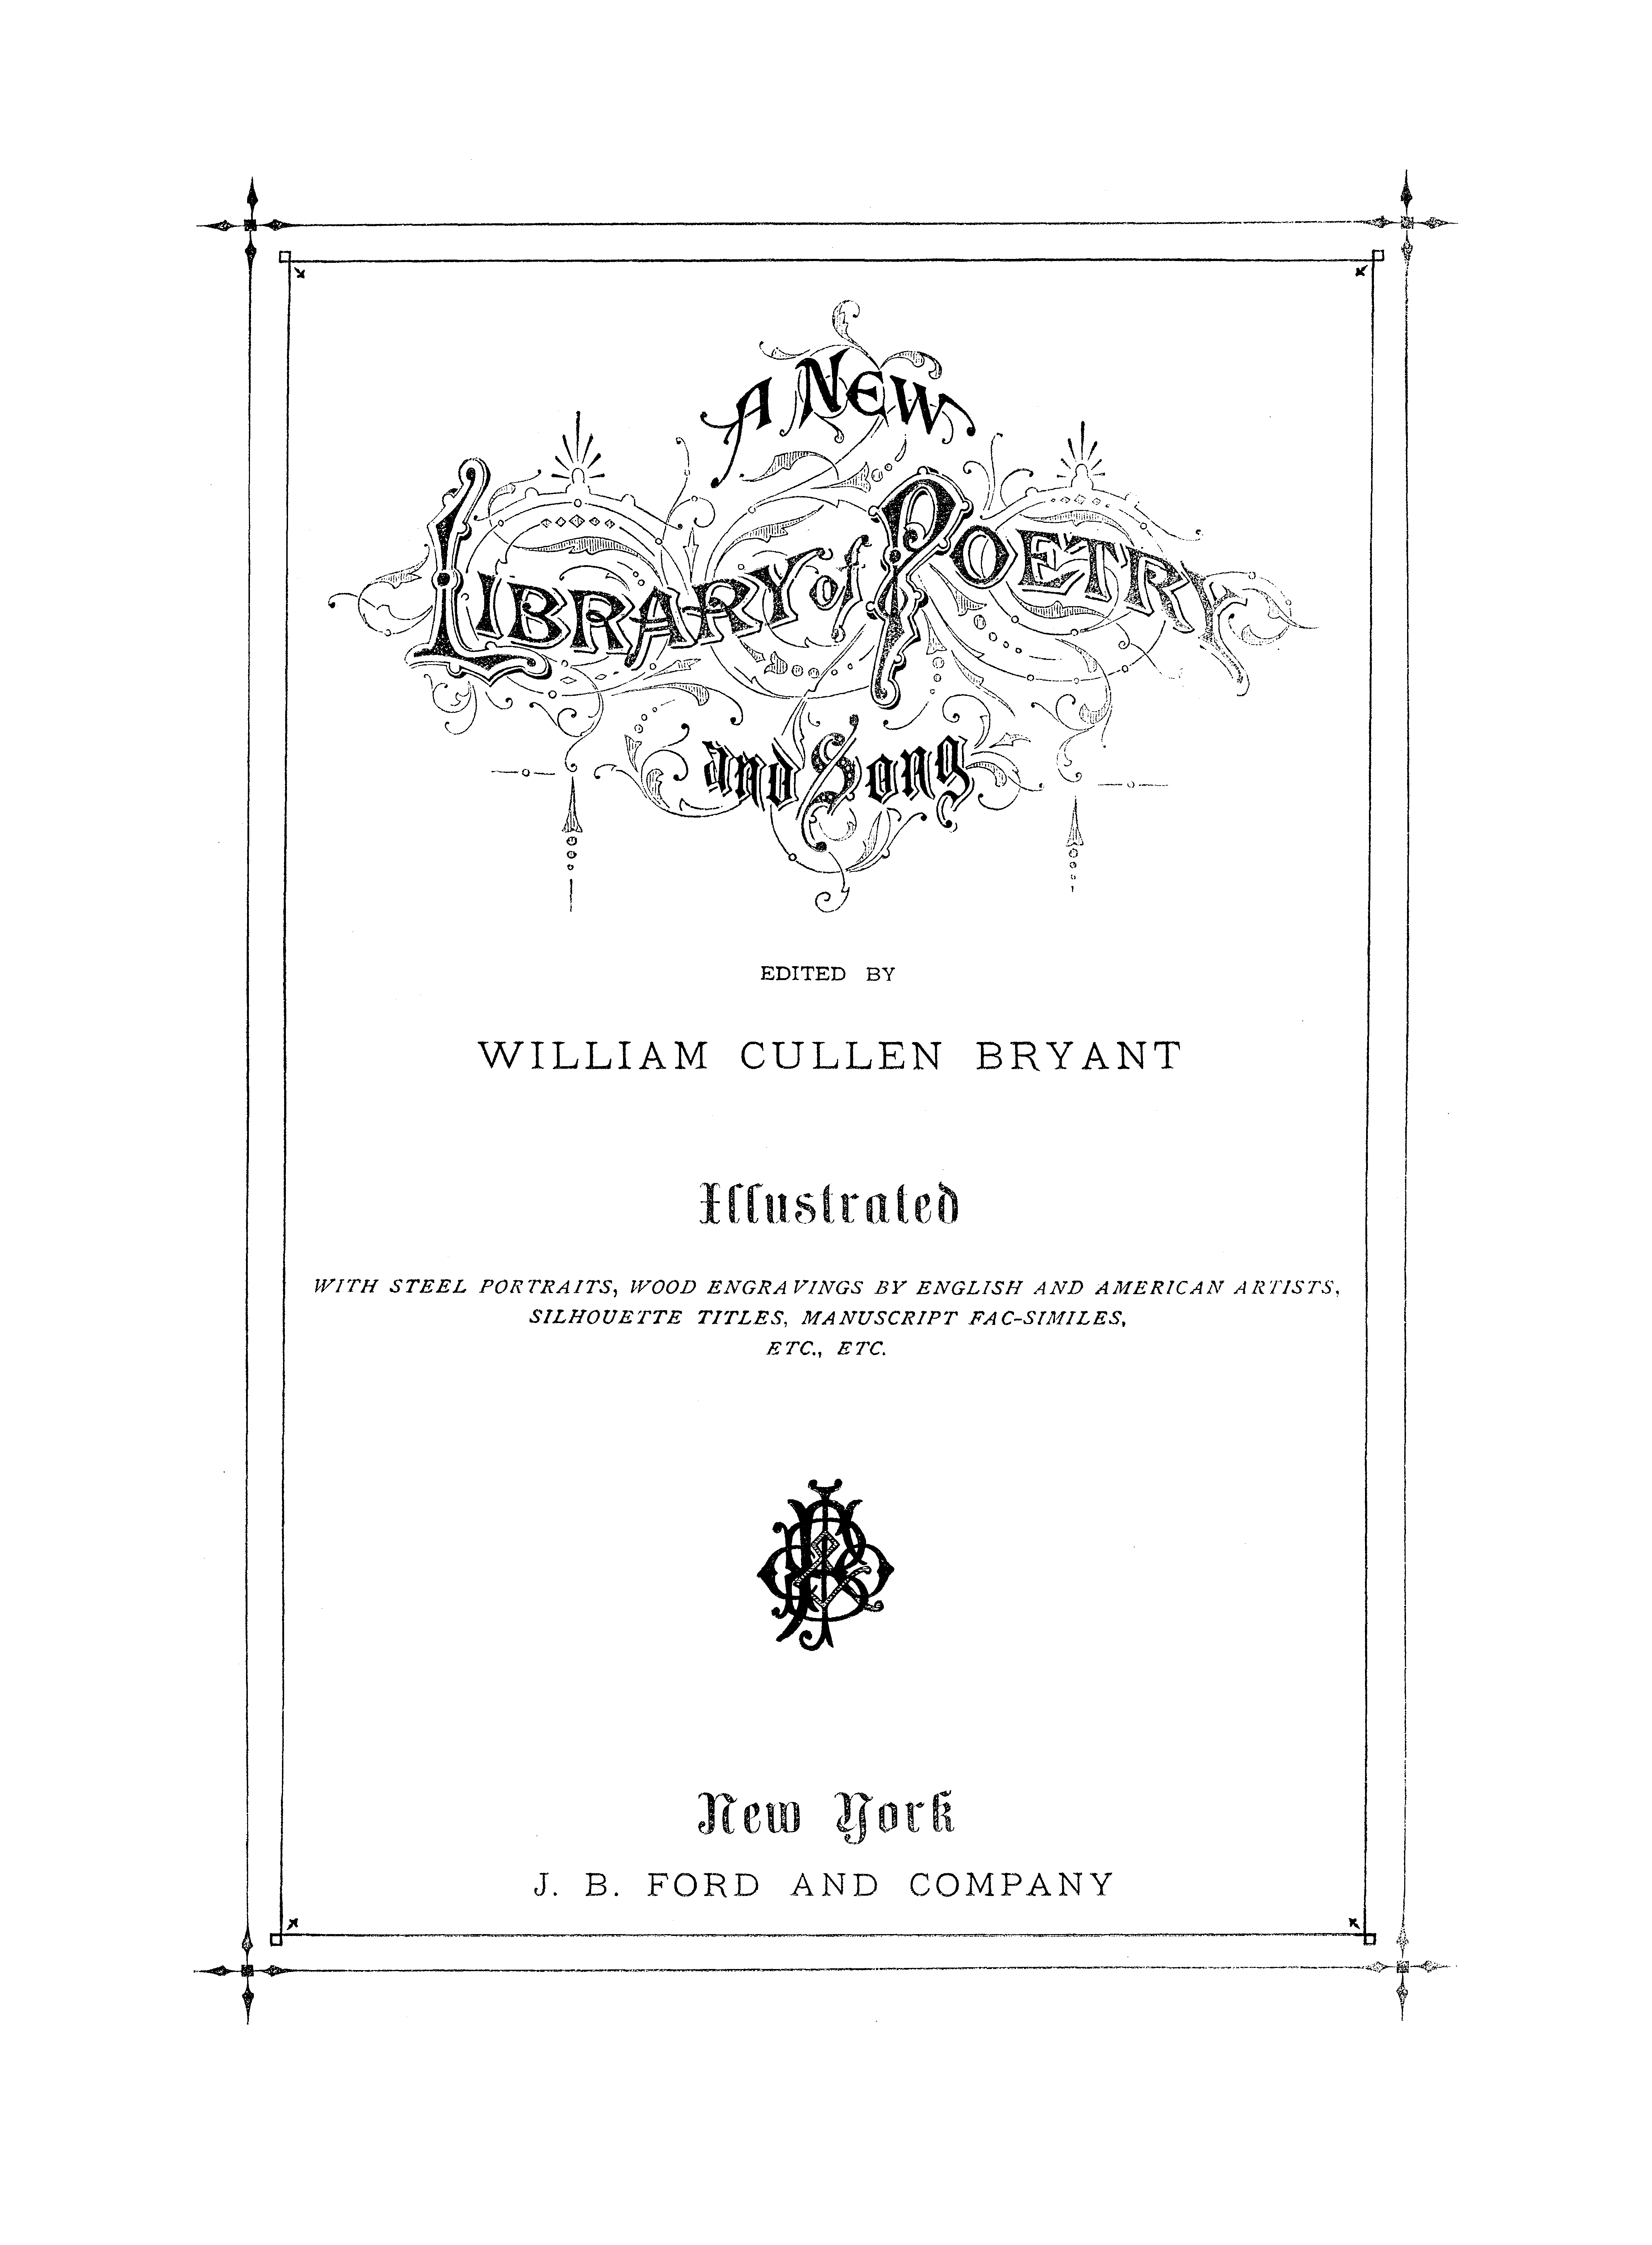 A NEW
LIBRARY of POETRY
and Song
EDITED BY
WILLIAM CULLEN BRYANT
Illustrated
WITH STEEL PORTRAITS, WOOD ENGRAVINGS BY ENGLISH AND AMERICAN ARTISTS,
SILHOUETTE TITLES, MANUSCRIPT FAC-SIMILES,
ETC., ETC.
New York
J. B. FORD AND COMPANY